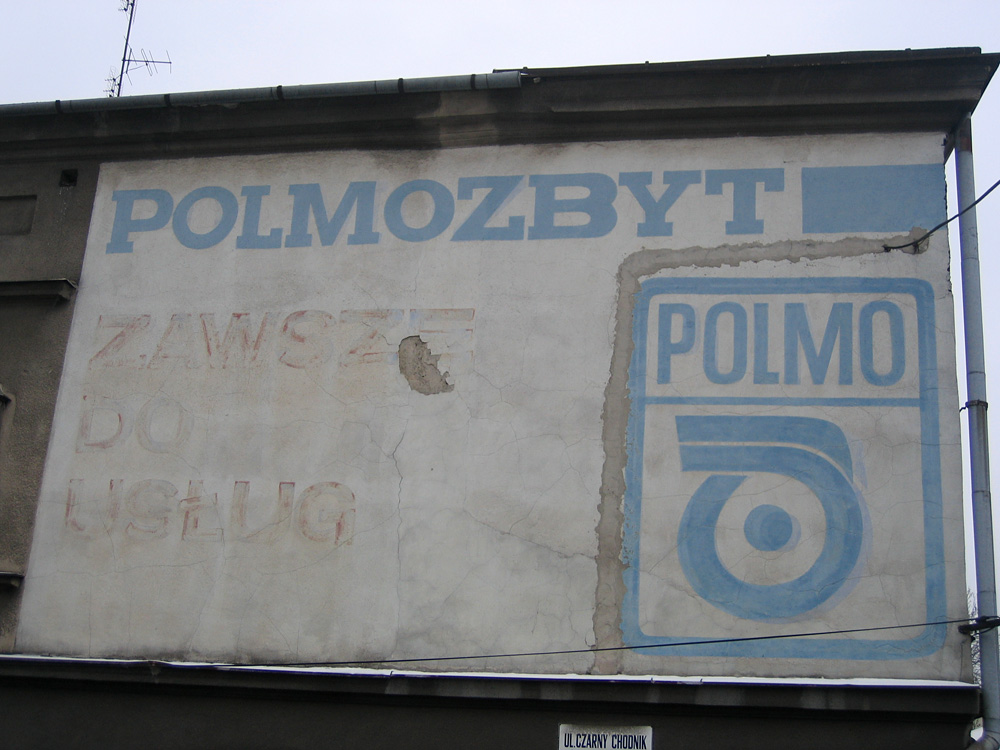 POLMOZBYT
ZAWSZE
DO
USŁUG
POLMO
UL.CZARNY CHODNIK